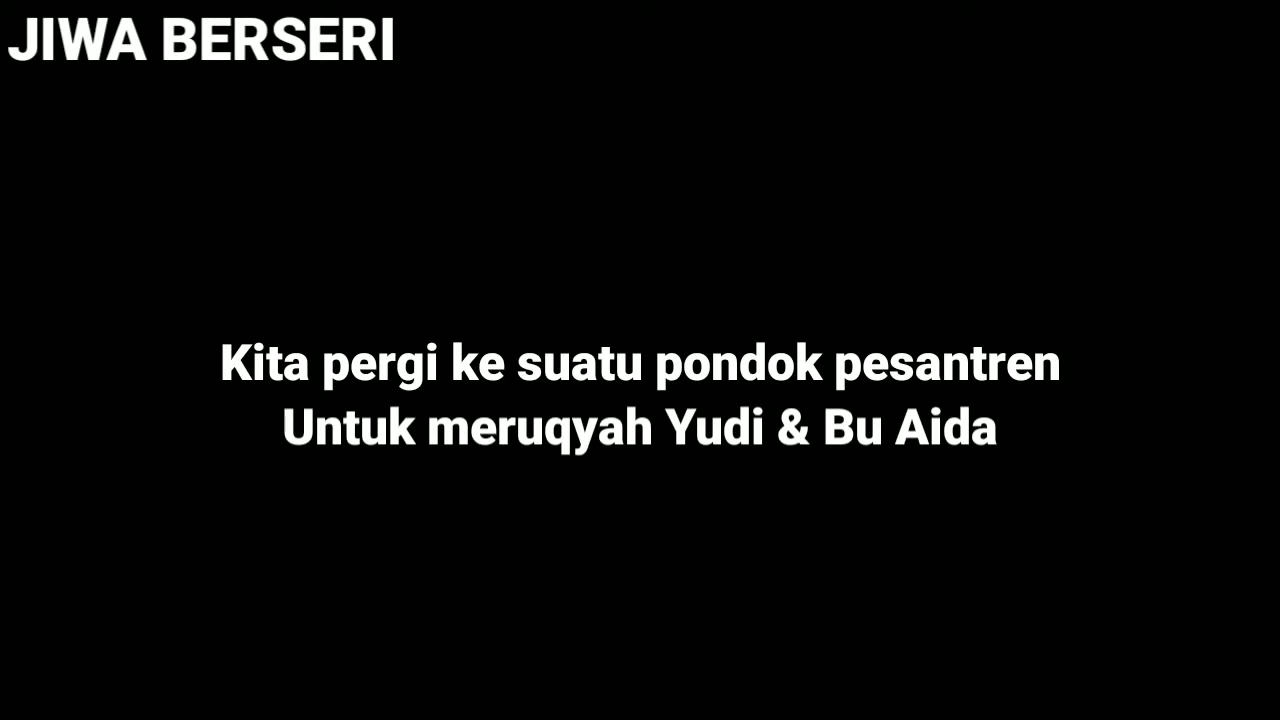 JIWA BERSERI
Kita pergi ke suatu pondok pesantren
Untuk meruqyah Yudi & Bu Aida